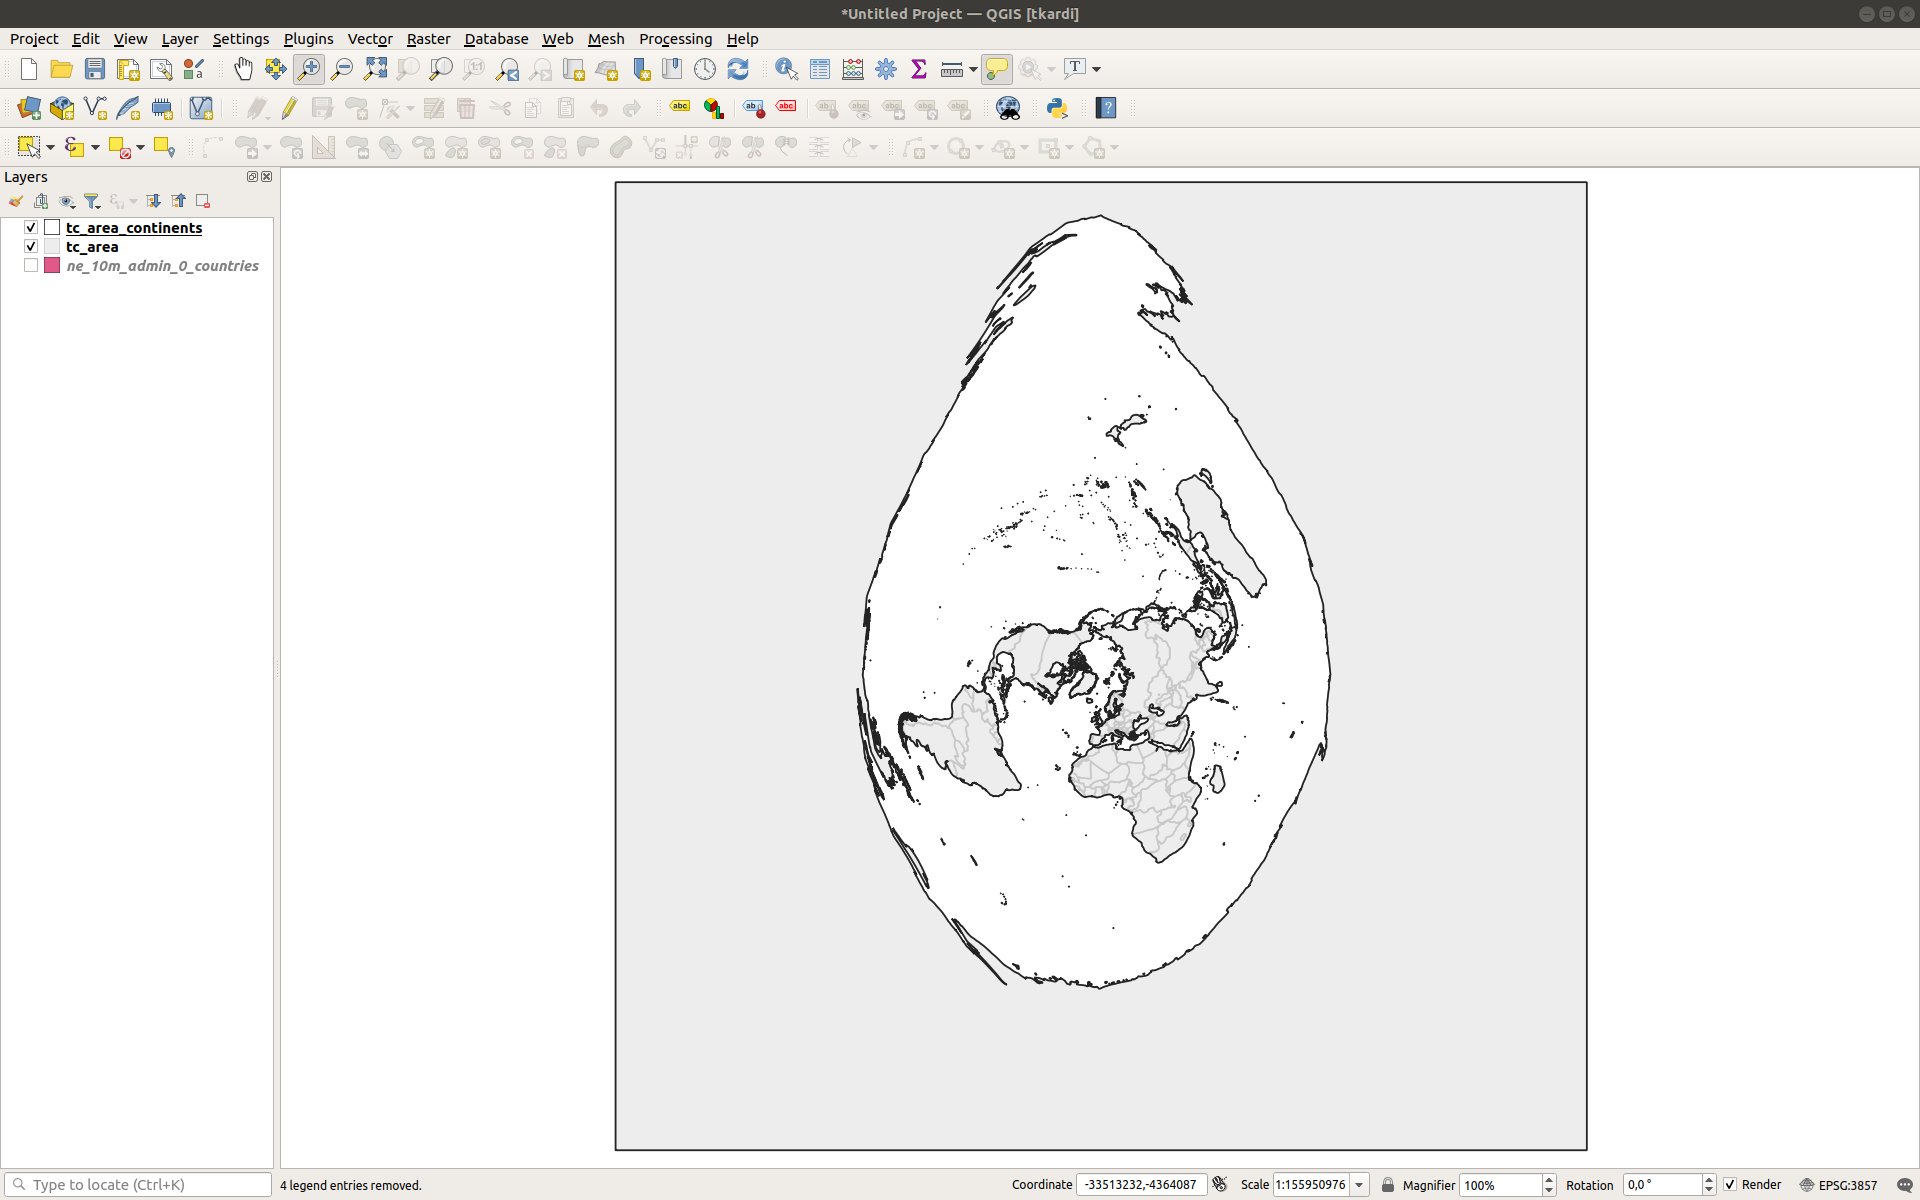 *Untitled Project — QGIS [tkardi]
Project Edit View Layer Settings Plugins Vector Raster Database Web Mesh Processing Help
Layers
tc_area_continents
tc_area
ne_10m_admin_0_countries
Type to locate (Ctrl+K) 4 legend entries removed. Coordinate -33513232,-4364087 Scale 1:155950976 Magnifier 100% Rotation 0,0 ° Render EPSG:3857